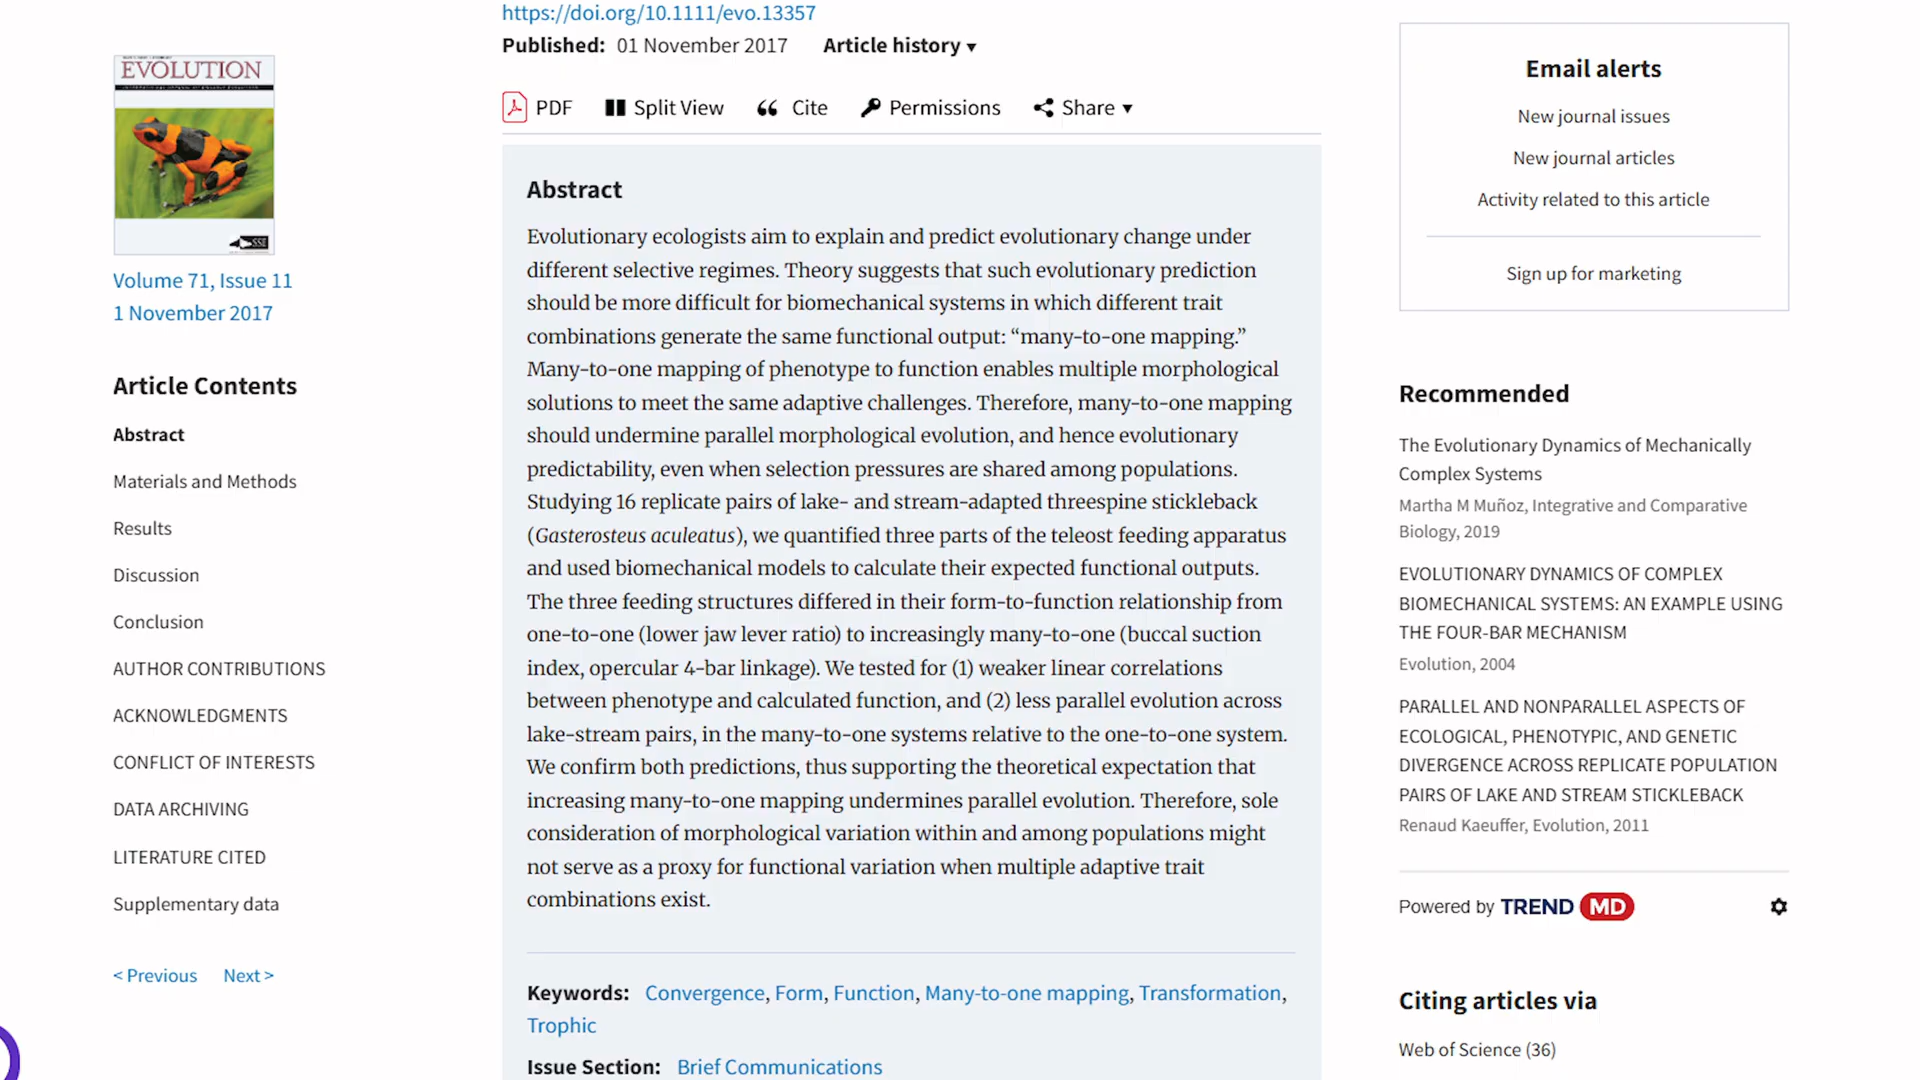 https://doi.org/10.1111/evo.13357
Published: 01 November 2017 Article history
PDF Split View Cite Permissions Share
EVOLUTION
SSE
Volume 71, Issue 11
1 November 2017
Article Contents
Abstract
Materials and Methods
Results
Discussion
Conclusion
AUTHOR CONTRIBUTIONS
ACKNOWLEDGMENTS
CONFLICT OF INTERESTS
DATA ARCHIVING
LITERATURE CITED
Supplementary data
< Previous Next >
Abstract
Evolutionary ecologists aim to explain and predict evolutionary change under
different selective regimes. Theory suggests that such evolutionary prediction
should be more difficult for biomechanical systems in which different trait
combinations generate the same functional output: “many-to-one mapping.”
Many-to-one mapping of phenotype to function enables multiple morphological
solutions to meet the same adaptive challenges. Therefore, many-to-one mapping
should undermine parallel morphological evolution, and hence evolutionary
predictability, even when selection pressures are shared among populations.
Studying 16 replicate pairs of lake- and stream-adapted threespine stickleback
(Gasterosteus aculeatus), we quantified three parts of the teleost feeding apparatus
and used biomechanical models to calculate their expected functional outputs.
The three feeding structures differed in their form-to-function relationship from
one-to-one (lower jaw lever ratio) to increasingly many-to-one (buccal suction
index, opercular 4-bar linkage). We tested for (1) weaker linear correlations
between phenotype and calculated function, and (2) less parallel evolution across
lake-stream pairs, in the many-to-one systems relative to the one-to-one system.
We confirm both predictions, thus supporting the theoretical expectation that
increasing many-to-one mapping undermines parallel evolution. Therefore, sole
consideration of morphological variation within and among populations might
not serve as a proxy for functional variation when multiple adaptive trait
combinations exist.
Keywords: Convergence, Form, Function, Many-to-one mapping, Transformation,
Trophic
Issue Section: Brief Communications
Email alerts
New journal issues
New journal articles
Activity related to this article
Sign up for marketing
Recommended
The Evolutionary Dynamics of Mechanically
Complex Systems
Martha M Muñoz, Integrative and Comparative
Biology, 2019
EVOLUTIONARY DYNAMICS OF COMPLEX
BIOMECHANICAL SYSTEMS: AN EXAMPLE USING
THE FOUR-BAR MECHANISM
Evolution, 2004
PARALLEL AND NONPARALLEL ASPECTS OF
ECOLOGICAL, PHENOTYPIC, AND GENETIC
DIVERGENCE ACROSS REPLICATE POPULATION
PAIRS OF LAKE AND STREAM STICKLEBACK
Renaud Kaeuffer, Evolution, 2011
Powered by TREND MD
Citing articles via
Web of Science (36)